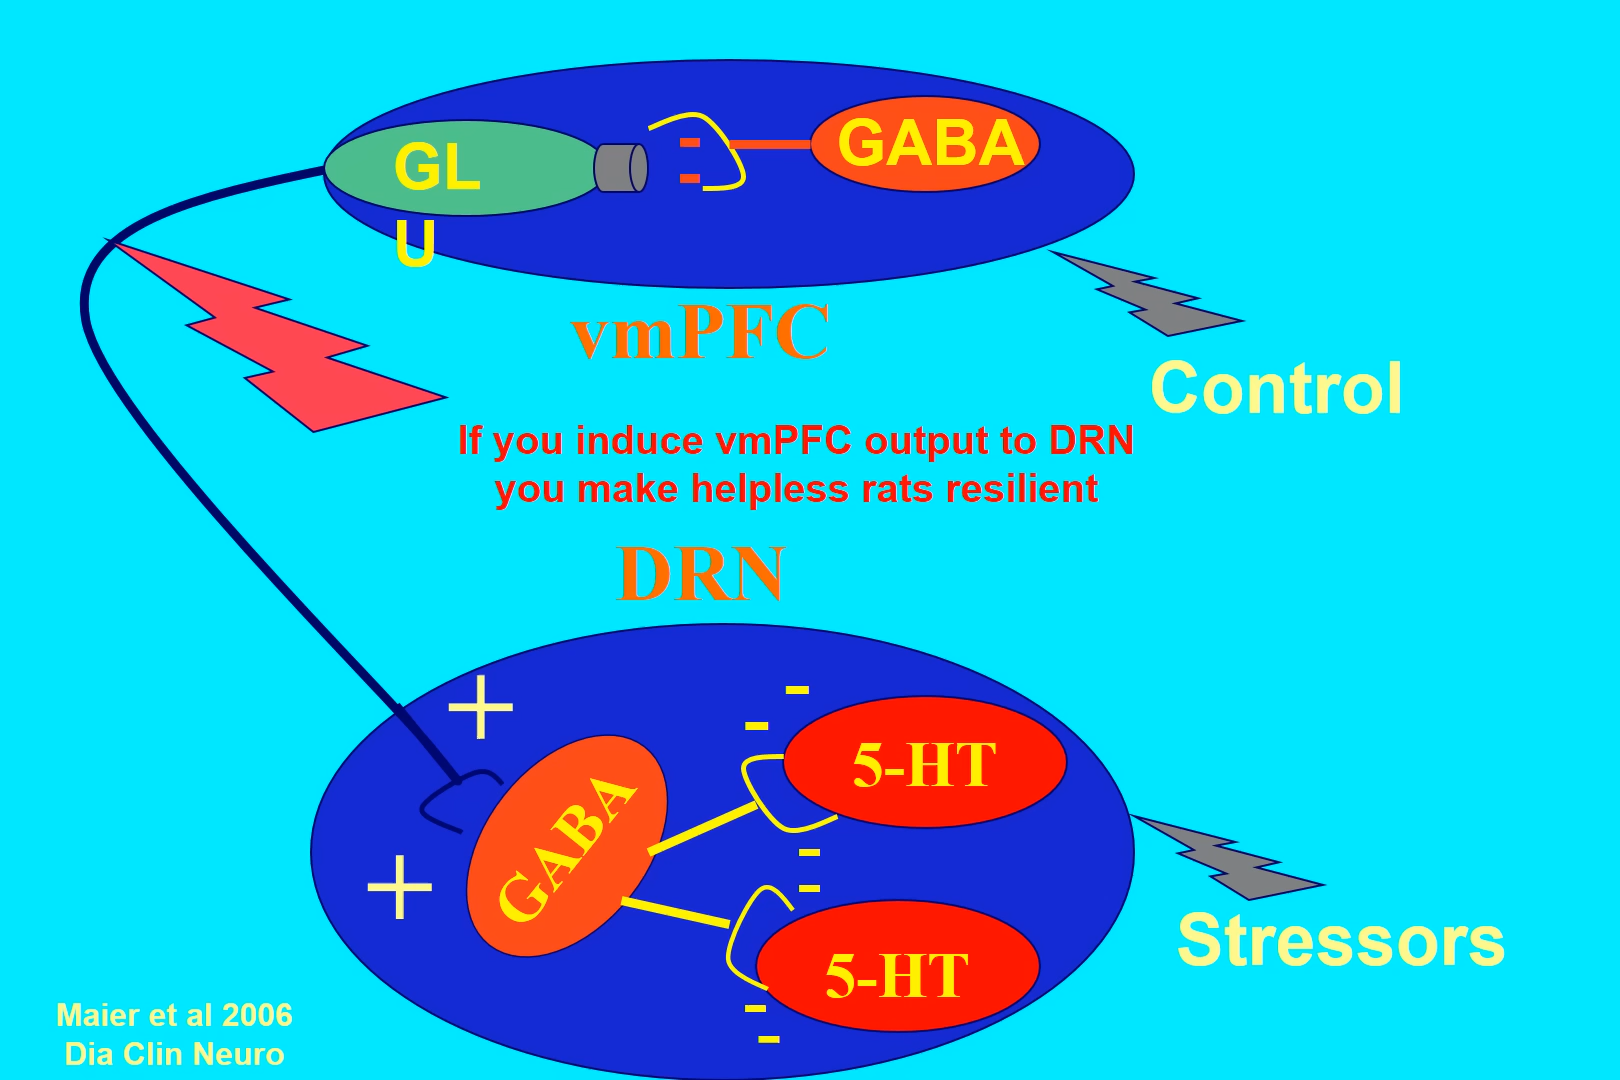 GL
U
GABA
vmPFC
Control
If you induce vmPFC output to DRN
you make helpless rats resilient
DRN
+
-
-
5-HT
GABA
-
-
+
Stressors
5-HT
-
-
Maier et al 2006
Dia Clin Neuro